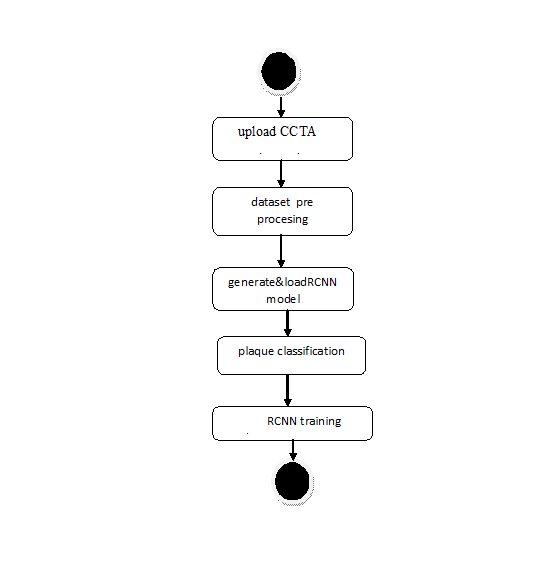 upload CCTA
dataset pre
procesing
generate&loadRCNN
model
plaque classification
RCNN training